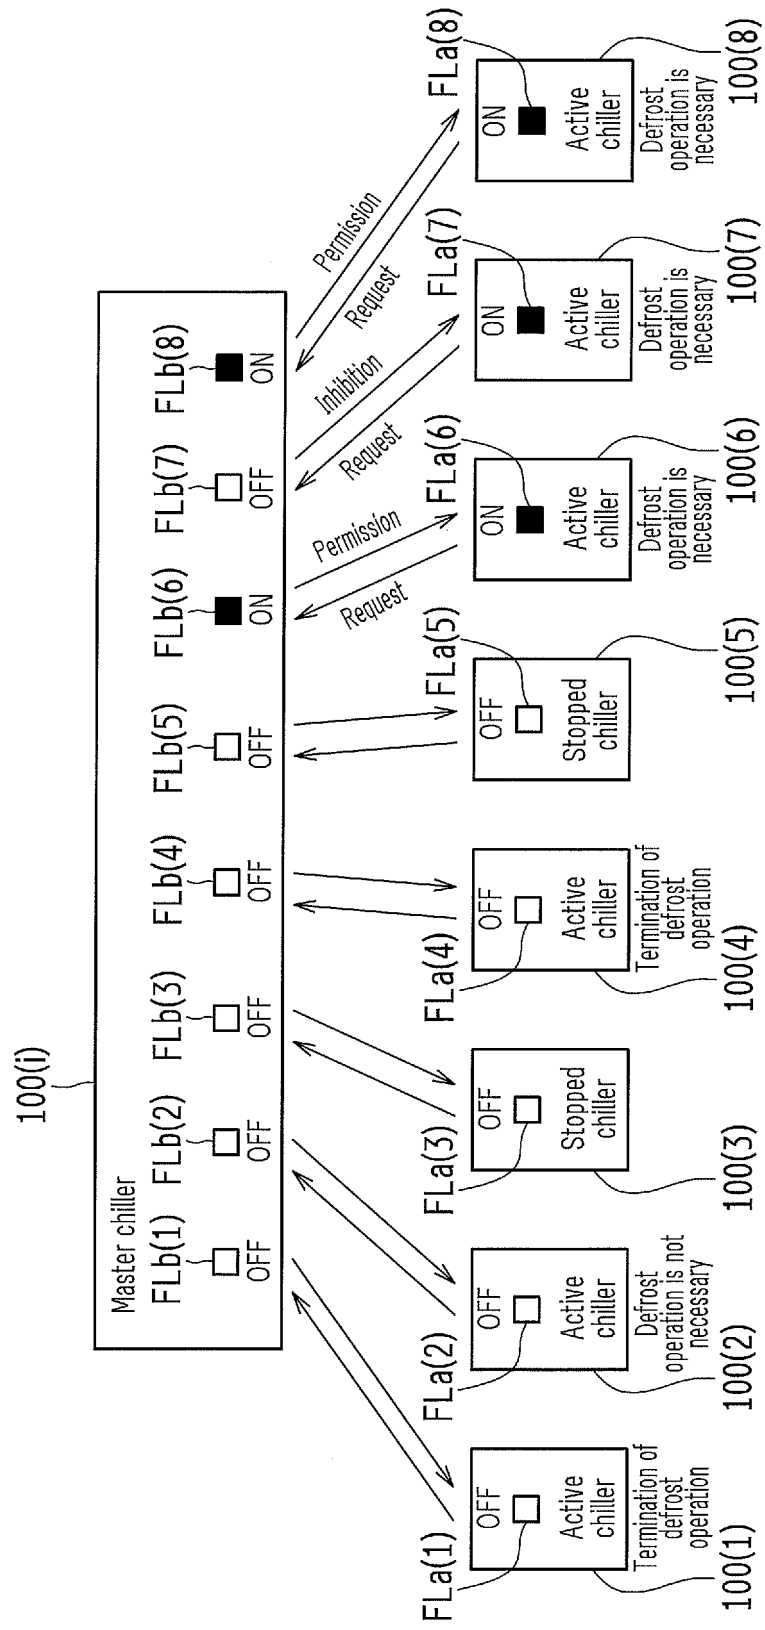 100(i)
Master chiller
FLb(1)
FLb(2)
FLb(3)
FLb(4)
FLb(5)
FLb(6)
FLb(7)
FLb(8)
OFF
OFF
OFF
OFF
OFF
ON
OFF
ON
Request
Permission
Request
Inhibition
Request
Permission
FLa(1)
FLa(2)
FLa(3)
FLa(4)
FLa(5)
FLa(6)
FLa(7)
FLa(8)
OFF
Active
chiller
Termination of
defrost
operation
100(1)
OFF
Active
chiller
Defrost
operation is not
necessary
100(2)
OFF
Stopped
chiller
100(3)
OFF
Active
chiller
Termination of
defrost
operation
100(4)
OFF
Stopped
chiller
100(5)
ON
Active
chiller
Defrost
operation is
necessary
100(6)
ON
Active
chiller
Defrost
operation is
necessary
100(7)
ON
Active
chiller
Defrost
operation is
necessary
100(8)